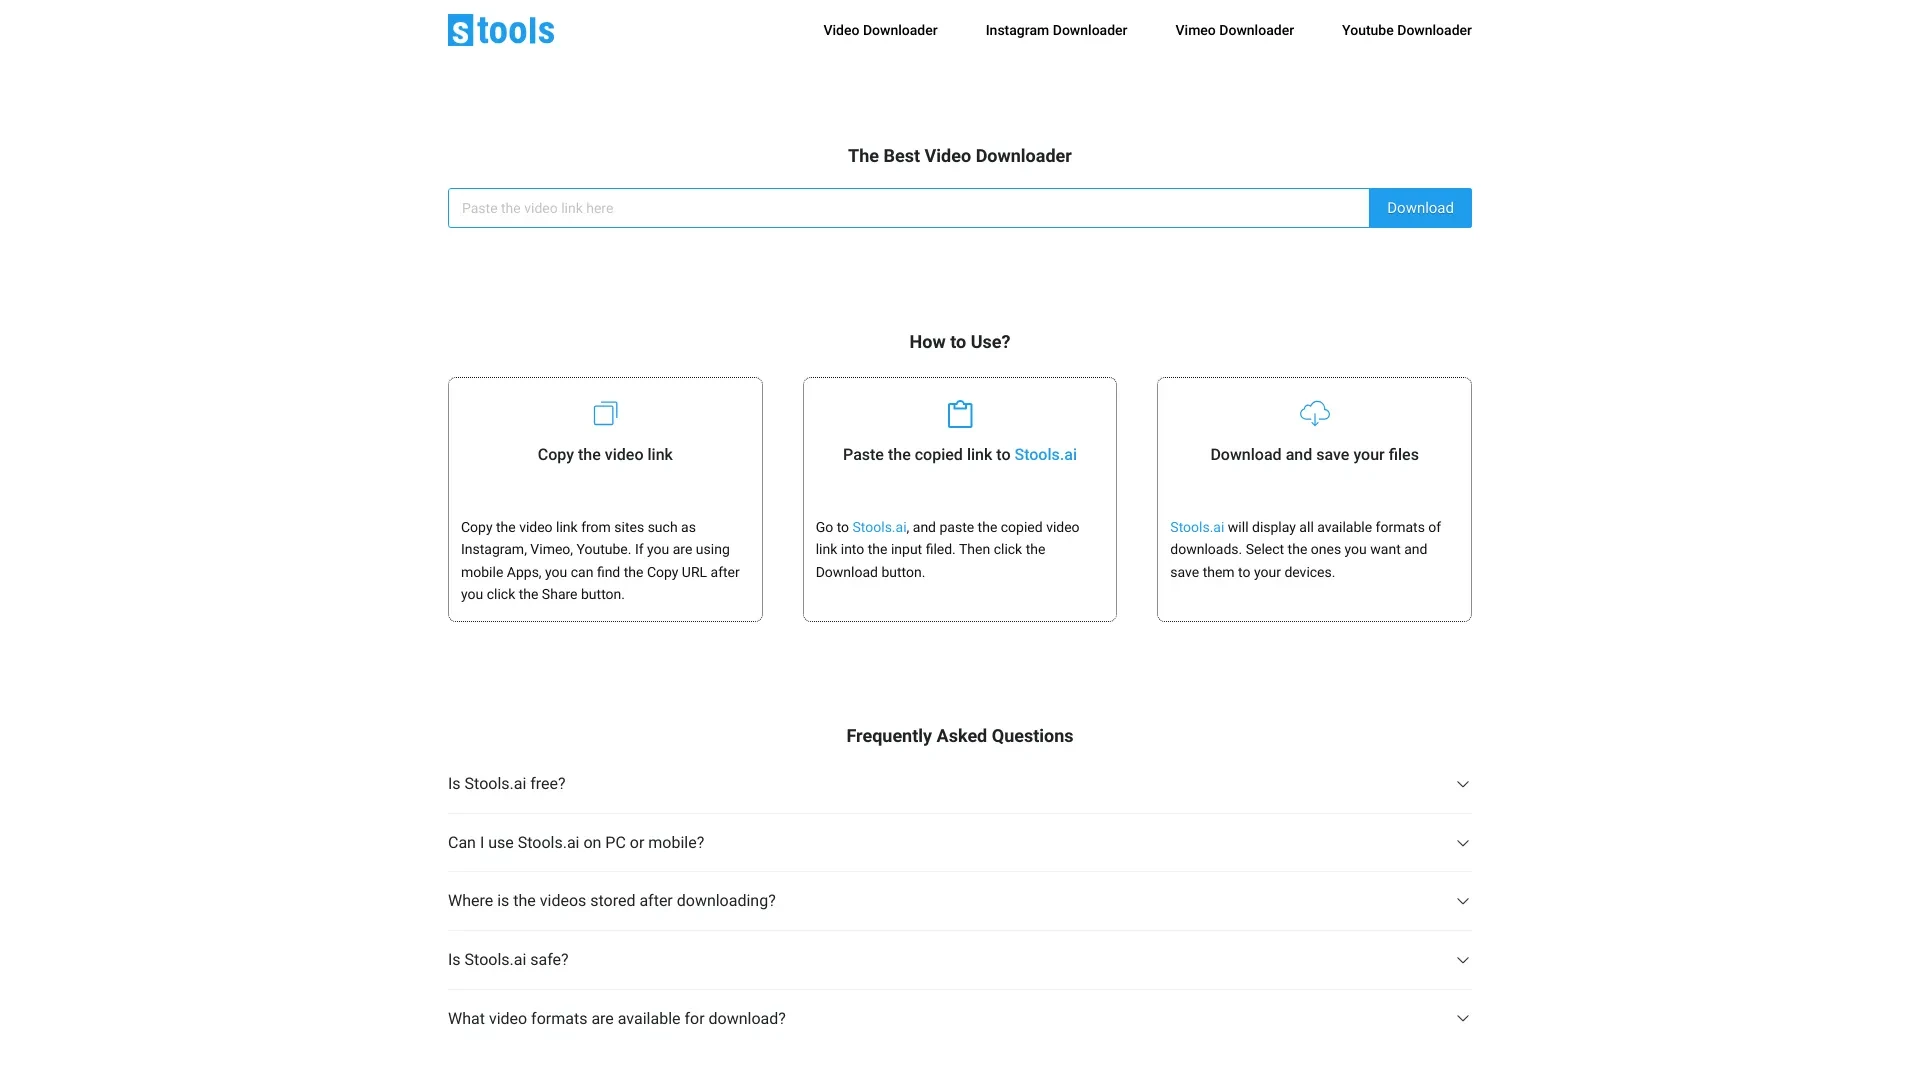 stools
Video Downloader
Instagram Downloader
Vimeo Downloader
Youtube Downloader
The Best Video Downloader
Paste the video link here
Download
How to Use?
Copy the video link
Copy the video link from sites such as
Instagram, Vimeo, Youtube. If you are using
mobile Apps, you can find the Copy URL after
you click the Share button.
Paste the copied link to Stools.ai
Go to Stools.ai, and paste the copied video
link into the input filed. Then click the
Download button.
Download and save your files
Stools.ai will display all available formats of
downloads. Select the ones you want and
save them to your devices.
Frequently Asked Questions
Is Stools.ai free?
Can I use Stools.ai on PC or mobile?
Where is the videos stored after downloading?
Is Stools.ai safe?
What video formats are available for download?